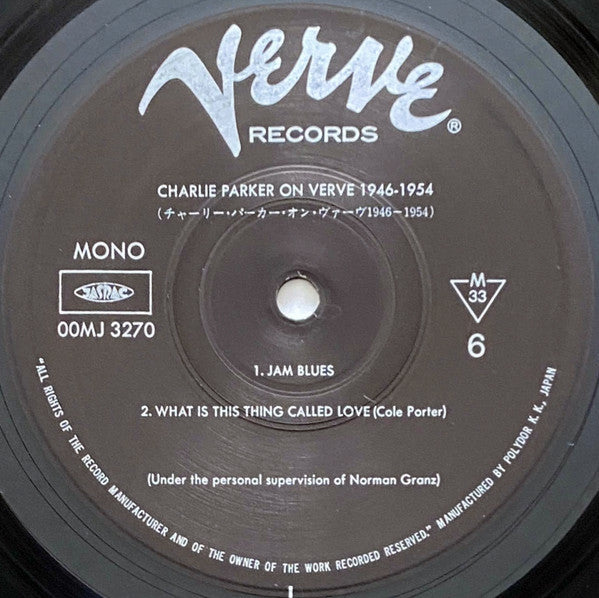 Verve
RECORDS
®
CHARLIE PARKER ON VERVE 1946-1954
(チャーリー・パーカー・オン・ヴァーヴ1946−1954)
MONO
JASRAC
00MJ 3270
M
33
6
1. JAM BLUES
2. WHAT IS THIS THING CALLED LOVE (Cole Porter)
(Under the personal supervision of Norman Granz)
"ALL RIGHTS OF THE RECORD MANUFACTURER AND OF THE OWNER OF THE WORK RECORDED RESERVED." MANUFACTURED BY POLYDOR K. K., JAPAN